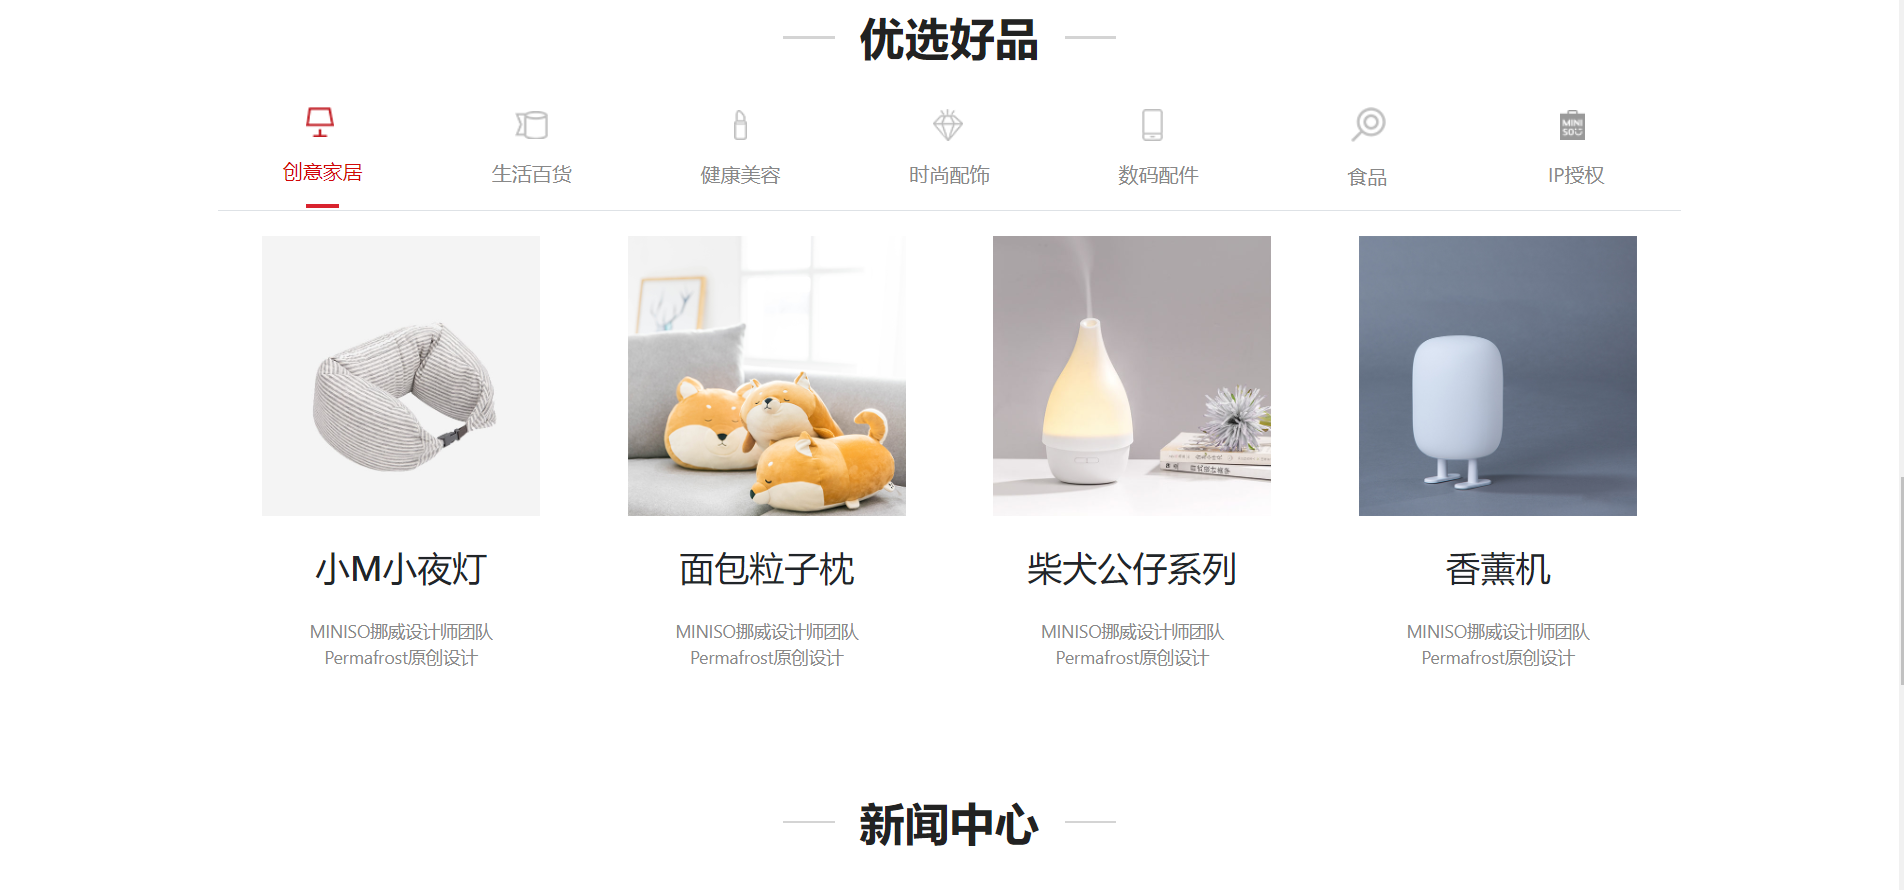 优选好品
创意家居
生活百货
健康美容
时尚配饰
数码配件
食品
IP授权
MINI
SO
小M小夜灯
MINISO挪威设计师团队
Permafrost原创设计
面包粒子枕
MINISO挪威设计师团队
Permafrost原创设计
柴犬公仔系列
MINISO挪威设计师团队
Permafrost原创设计
香薰机
MINISO挪威设计师团队
Permafrost原创设计
新闻中心